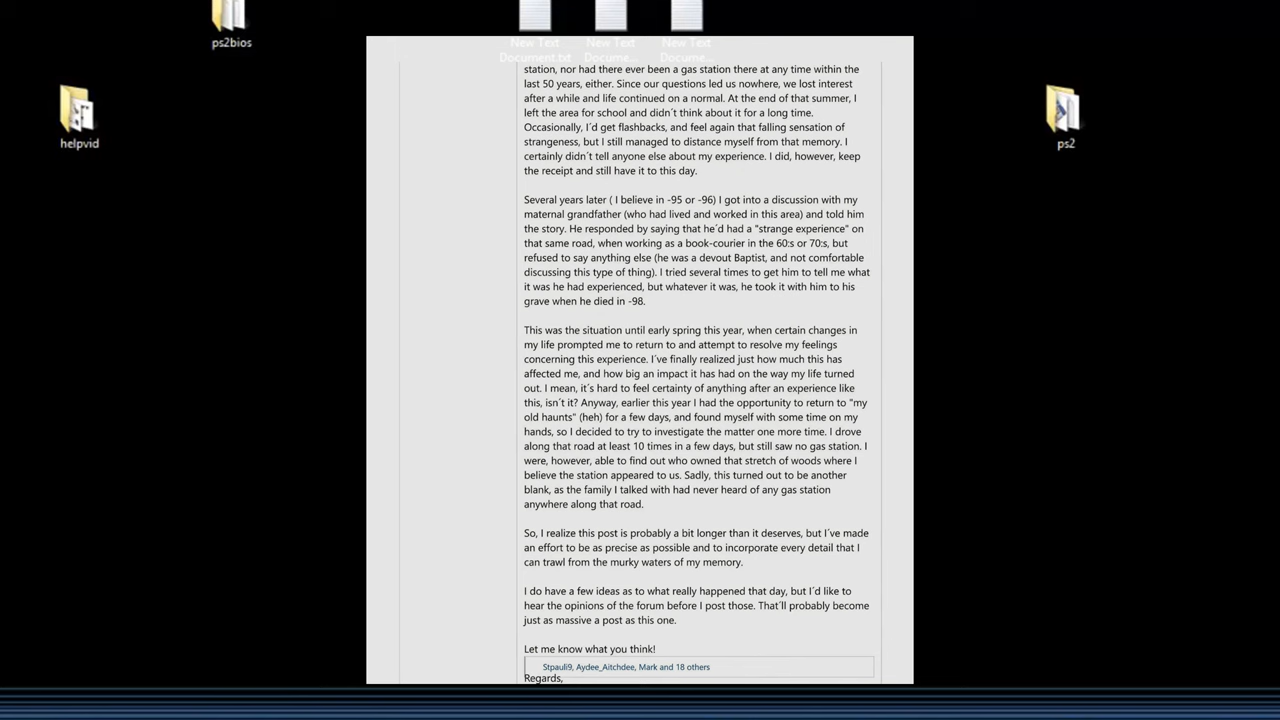 ps2bios
New Text
Document.txt
New Text
Docume...
New Text
Docume...
helpvid
ps2
station, nor had there ever been a gas station there at any time within the
last 50 years, either. Since our questions led us nowhere, we lost interest
after a while and life continued on a normal. At the end of that summer, I
left the area for school and didn´t think about it for a long time.
Occasionally, I´d get flashbacks, and feel again that falling sensation of
strangeness, but I still managed to distance myself from that memory. I
certainly didn´t tell anyone else about my experience. I did, however, keep
the receipt and still have it to this day.
Several years later ( I believe in -95 or -96) I got into a discussion with my
maternal grandfather (who had lived and worked in this area) and told him
the story. He responded by saying that he´d had a "strange experience" on
that same road, when working as a book-courier in the 60:s or 70:s, but
refused to say anything else (he was a devout Baptist, and not comfortable
discussing this type of thing). I tried several times to get him to tell me what
it was he had experienced, but whatever it was, he took it with him to his
grave when he died in -98.
This was the situation until early spring this year, when certain changes in
my life prompted me to return to and attempt to resolve my feelings
concerning this experience. I´ve finally realized just how much this has
affected me, and how big an impact it has had on the way my life turned
out. I mean, it´s hard to feel certainty of anything after an experience like
this, isn´t it? Anyway, earlier this year I had the opportunity to return to "my
old haunts" (heh) for a few days, and found myself with some time on my
hands, so I decided to try to investigate the matter one more time. I drove
along that road at least 10 times in a few days, but still saw no gas station. I
were, however, able to find out who owned that stretch of woods where I
believe the station appeared to us. Sadly, this turned out to be another
blank, as the family I talked with had never heard of any gas station
anywhere along that road.
So, I realize this post is probably a bit longer than it deserves, but I´ve made
an effort to be as precise as possible and to incorporate every detail that I
can trawl from the murky waters of my memory.
I do have a few ideas as to what really happened that day, but I´d like to
hear the opinions of the forum before I post those. That´ll probably become
just as massive a post as this one.
Let me know what you think!
Stpauli9, Aydee_Aitchdee, Mark and 18 others
Regards,